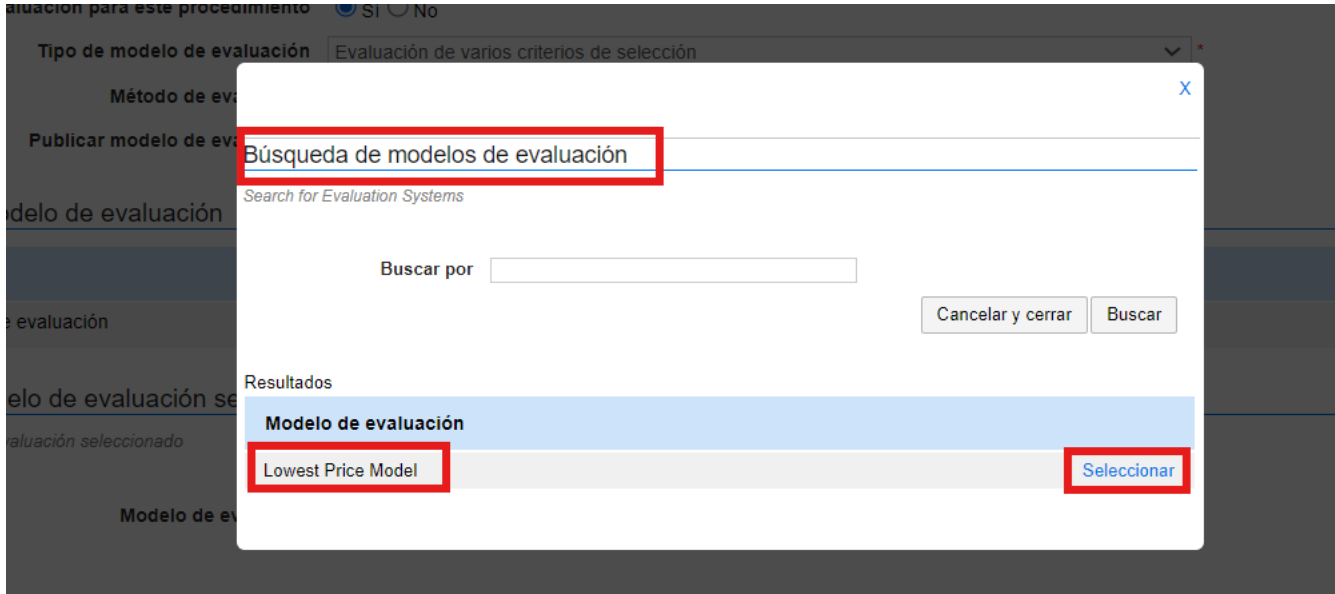 aluación para este procedimiento Sí No
Tipo de modelo de evaluación Evaluación de varios criterios de selección *
Método de eva
X
Publicar modelo de eva
Búsqueda de modelos de evaluación
Search for Evaluation Systems
odelo de evaluación
Buscar por
Cancelar y cerrar Buscar
e evaluación
Resultados
elo de evaluación se
Modelo de evaluación
valuación seleccionado
Lowest Price Model Seleccionar
Modelo de ev